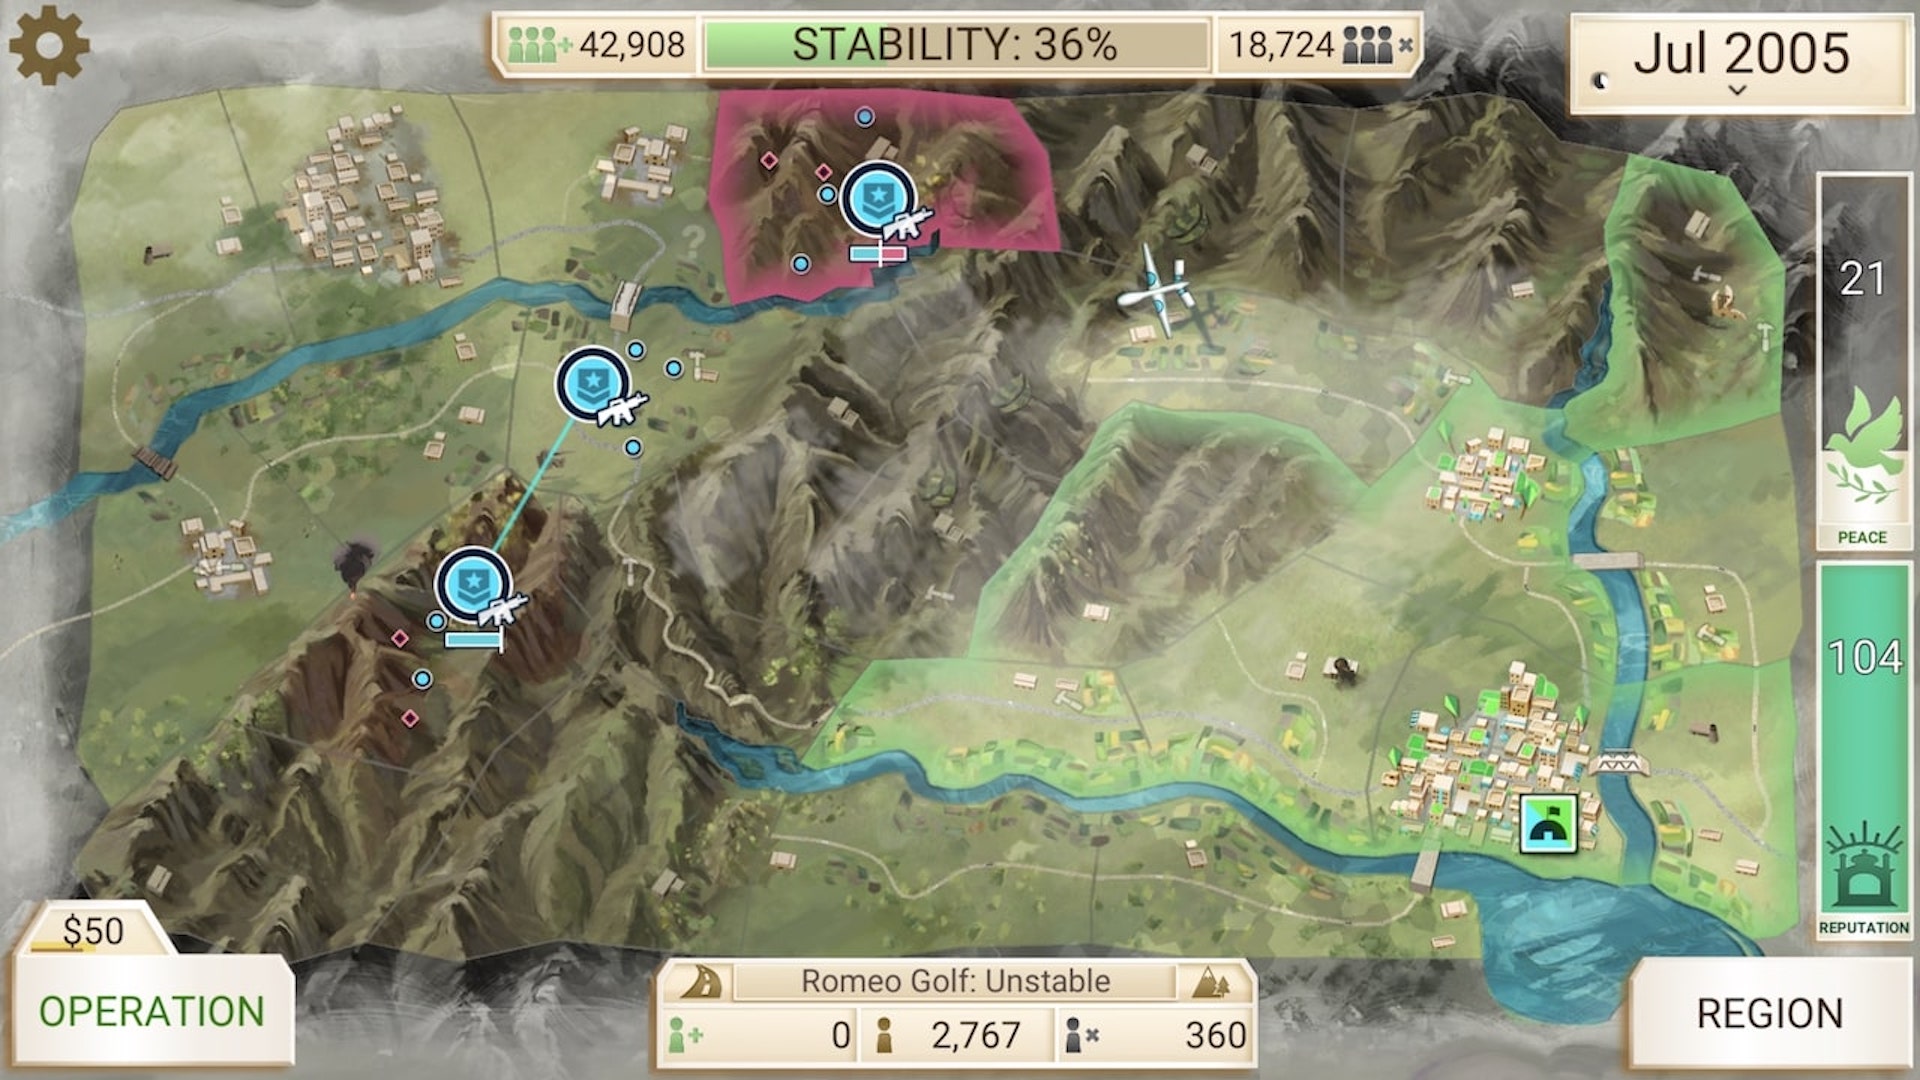 42,908
STABILITY: 36%
18,724
Jul 2005
?
21
PEACE
104
REPUTATION
$50
OPERATION
Romeo Golf: Unstable
0
2,767
360
REGION